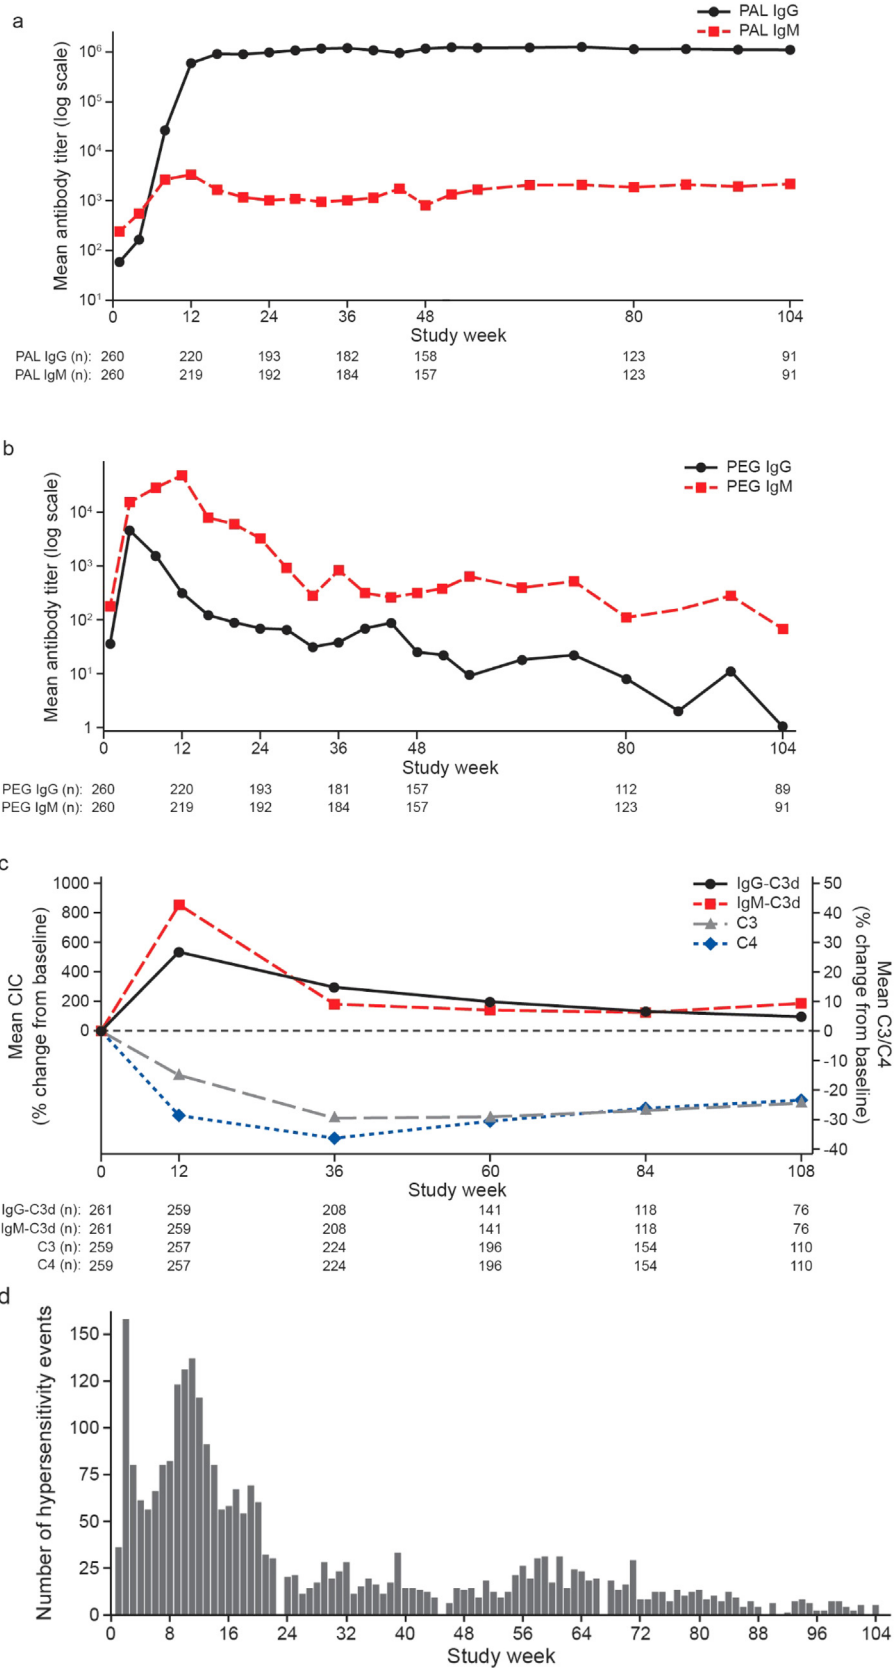 a
PAL IgG
PAL IgM
Mean antibody titer (log scale)
10⁶
10⁵
10⁴
10³
10²
10¹
0 12 24 36 48 80 104
Study week
PAL IgG (n): 260 220 193 182 158 123 91
PAL IgM (n): 260 219 192 184 157 123 91
b
PEG IgG
PEG IgM
Mean antibody titer (log scale)
10⁴
10³
10²
10¹
1
0 12 24 36 48 80 104
Study week
PEG IgG (n): 260 220 193 181 157 112 89
PEG IgM (n): 260 219 192 184 157 123 91
c
IgG-C3d
IgM-C3d
C3
C4
Mean CIC
(% change from baseline)
1000
800
600
400
200
0
50
40
30
20
10
0
-10
-20
-30
-40
Mean C3/C4
(% change from baseline)
0 12 36 60 84 108
Study week
IgG-C3d (n): 261 259 208 141 118 76
IgM-C3d (n): 261 259 208 141 118 76
C3 (n): 259 257 224 196 154 110
C4 (n): 259 257 224 196 154 110
d
Number of hypersensitivity events
150
120
100
75
50
25
0
0 8 16 24 32 40 48 56 64 72 80 88 96 104
Study week